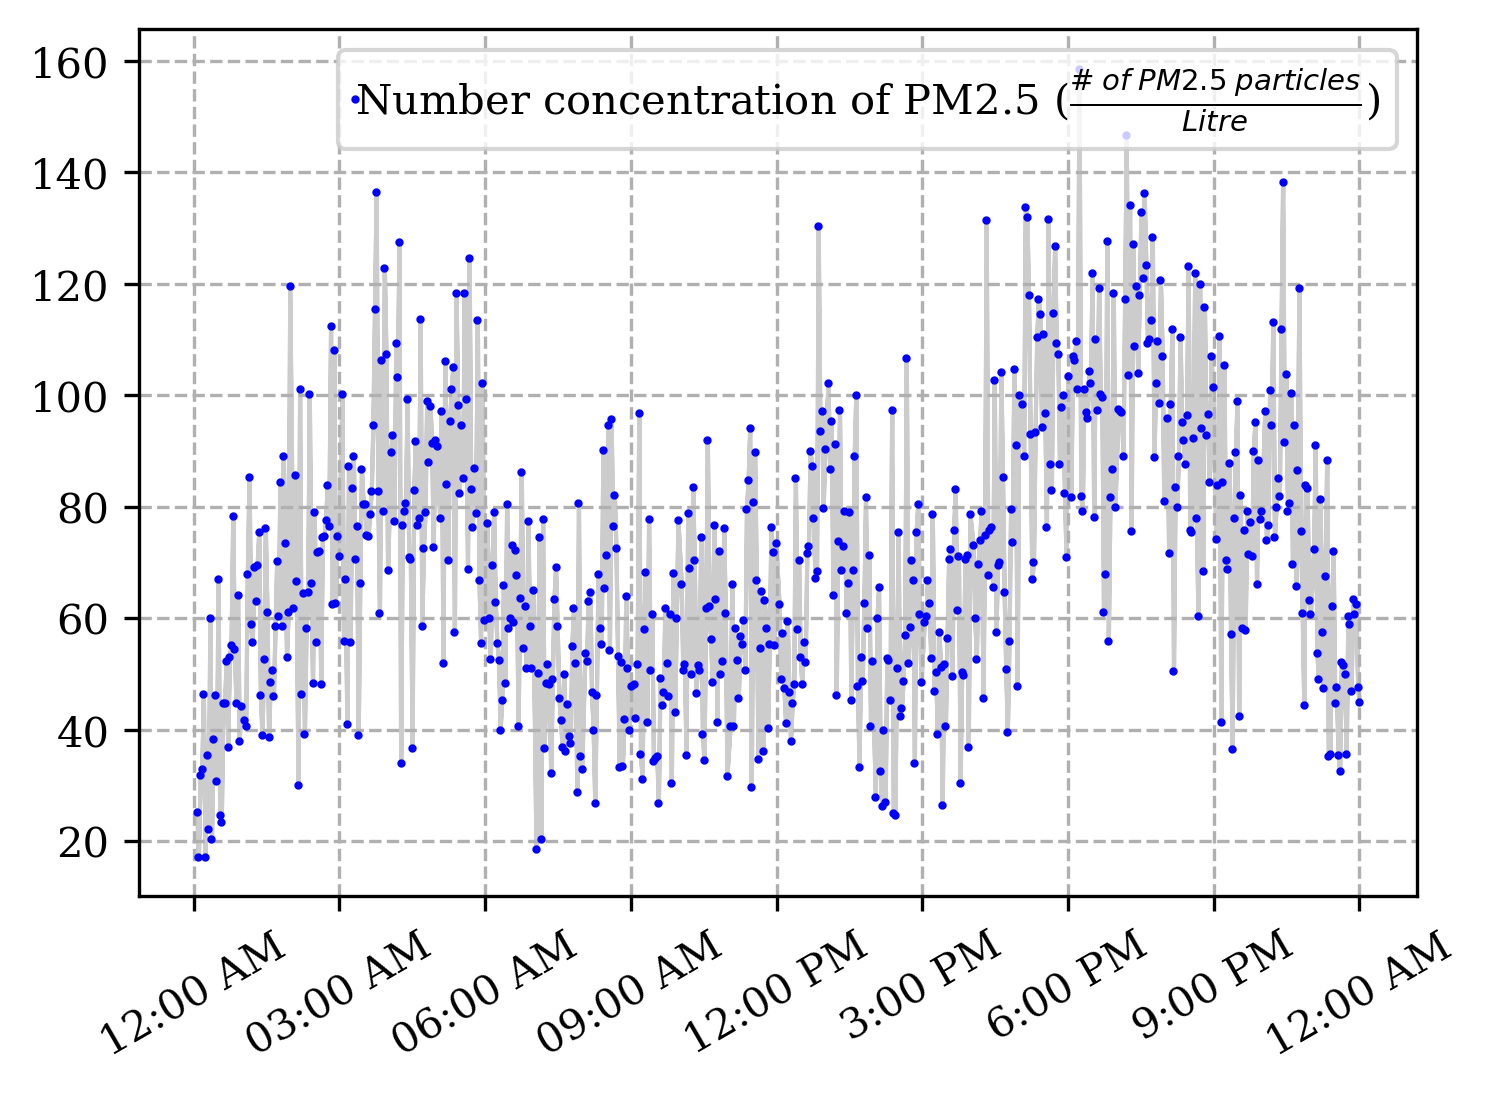 160
140
120
100
80
60
40
20
Number concentration of PM2.5 (# of PM2.5 particles / Litre)
12:00 AM
03:00 AM
06:00 AM
09:00 AM
12:00 PM
3:00 PM
6:00 PM
9:00 PM
12:00 AM